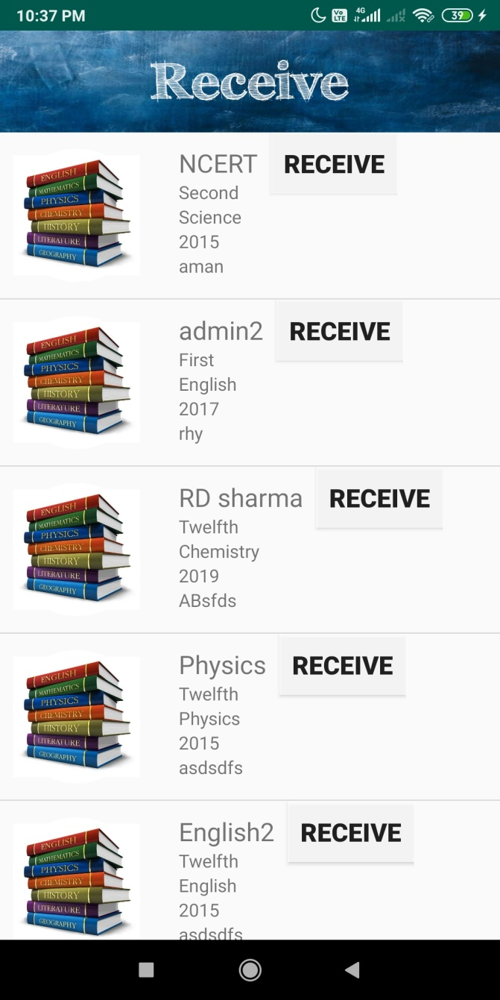 10:37 PM
Vo
LTE
4G
39
Receive
ENGLISH
MATHEMATICS
PHYSICS
CHEMISTRY
HISTORY
LITERATURE
GEOGRAPHY
NCERT
RECEIVE
Second
Science
2015
aman
ENGLISH
MATHEMATICS
PHYSICS
CHEMISTRY
HISTORY
LITERATURE
GEOGRAPHY
admin2
RECEIVE
First
English
2017
rhy
ENGLISH
MATHEMATICS
PHYSICS
CHEMISTRY
HISTORY
LITERATURE
GEOGRAPHY
RD sharma
RECEIVE
Twelfth
Chemistry
2019
ABsfds
ENGLISH
MATHEMATICS
PHYSICS
CHEMISTRY
HISTORY
LITERATURE
GEOGRAPHY
Physics
RECEIVE
Twelfth
Physics
2015
asdsdfs
ENGLISH
MATHEMATICS
PHYSICS
CHEMISTRY
HISTORY
LITERATURE
GEOGRAPHY
English2
RECEIVE
Twelfth
English
2015
asdsdfs